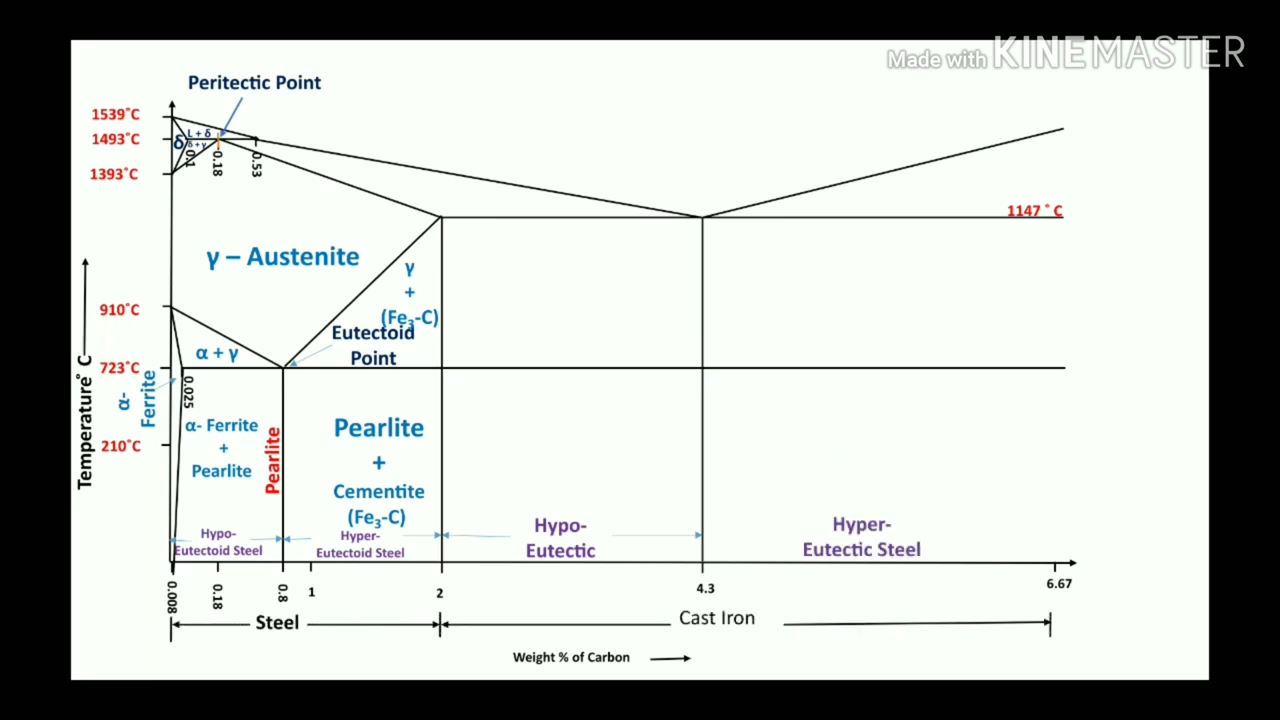 Made with KINEMASTER
Peritectic Point
1539°C
1493°C
1393°C
L + δ
δ
δ + γ
0.1
0.18
0.53
1147 °C
γ – Austenite
γ
+
(Fe₃-C)
910°C
Eutectoid
Point
α + γ
723°C
α-
Ferrite
0.025
Temperature° C
α- Ferrite
+
Pearlite
210°C
Pearlite
Pearlite
+
Cementite
(Fe₃-C)
Hypo-
Eutectoid Steel
Hyper-
Eutectoid Steel
Hypo-
Eutectic
Hyper-
Eutectic Steel
0.008
0.18
0.8
1
2
4.3
6.67
Steel
Cast Iron
Weight % of Carbon